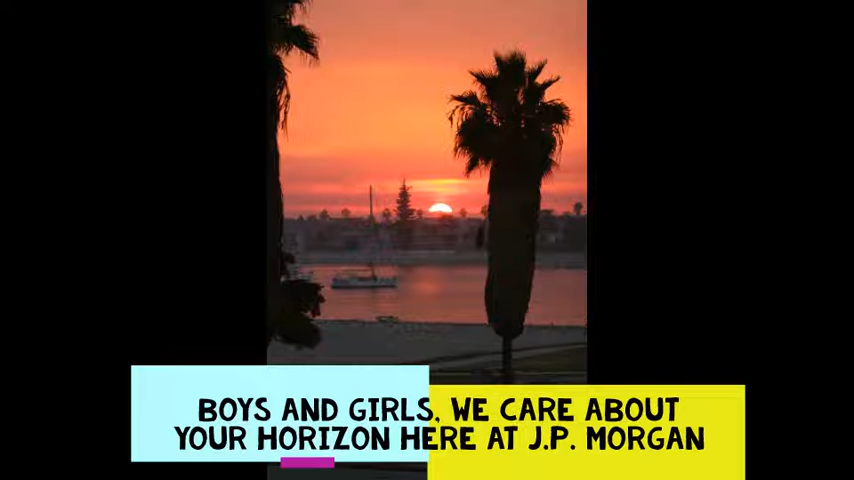 BOYS AND GIRLS, WE CARE ABOUT
YOUR HORIZON HERE AT J.P. MORGAN